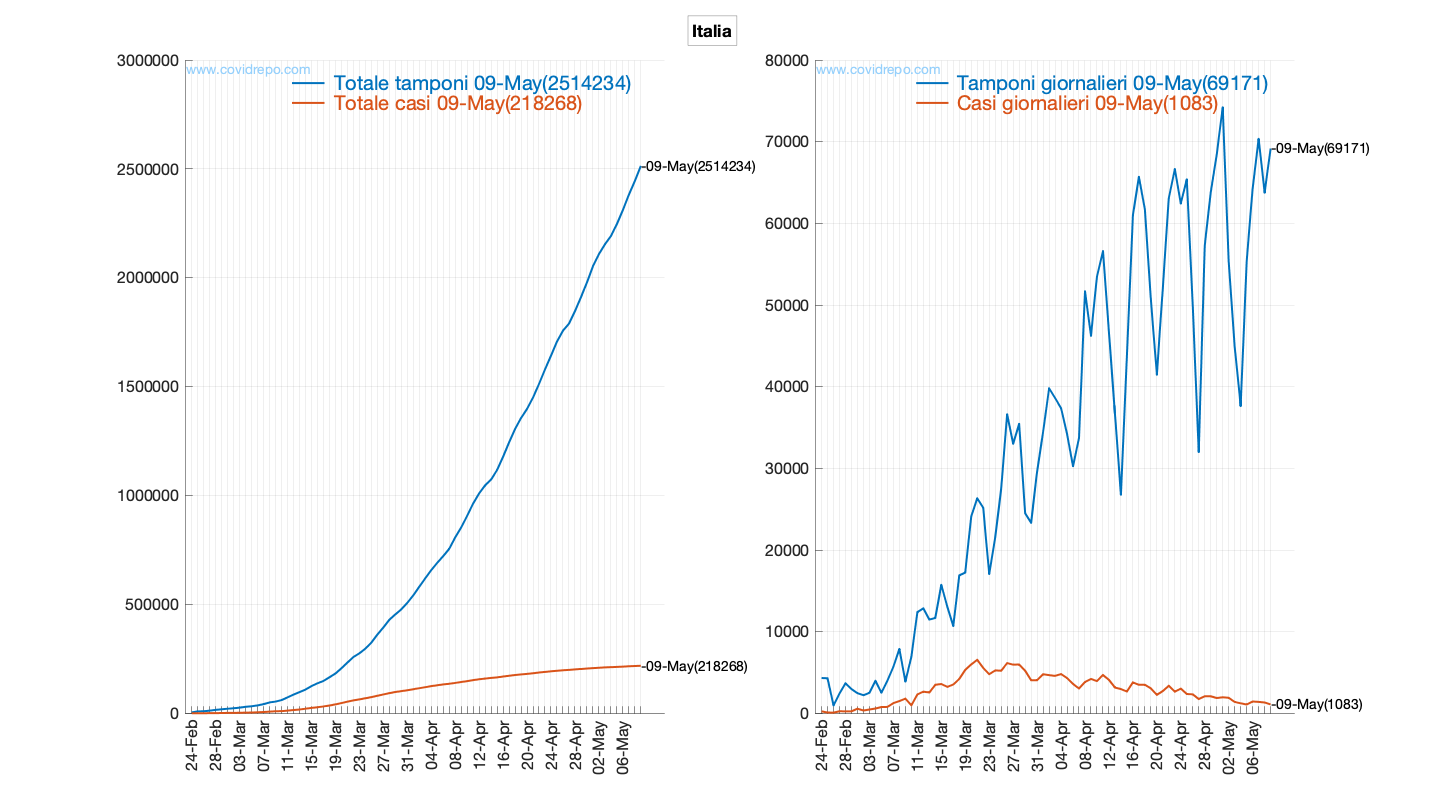 Italia
www.covidrepo.com
Totale tamponi 09-May(2514234)
Totale casi 09-May(218268)
3000000
2500000
2000000
1500000
1000000
500000
0
-09-May(2514234)
-09-May(218268)
24-Feb
28-Feb
03-Mar
07-Mar
11-Mar
15-Mar
19-Mar
23-Mar
27-Mar
31-Mar
04-Apr
08-Apr
12-Apr
16-Apr
20-Apr
24-Apr
28-Apr
02-May
06-May
www.covidrepo.com
Tamponi giornalieri 09-May(69171)
Casi giornalieri 09-May(1083)
80000
70000
60000
50000
40000
30000
20000
10000
0
-09-May(69171)
-09-May(1083)
24-Feb
28-Feb
03-Mar
07-Mar
11-Mar
15-Mar
19-Mar
23-Mar
27-Mar
31-Mar
04-Apr
08-Apr
12-Apr
16-Apr
20-Apr
24-Apr
28-Apr
02-May
06-May